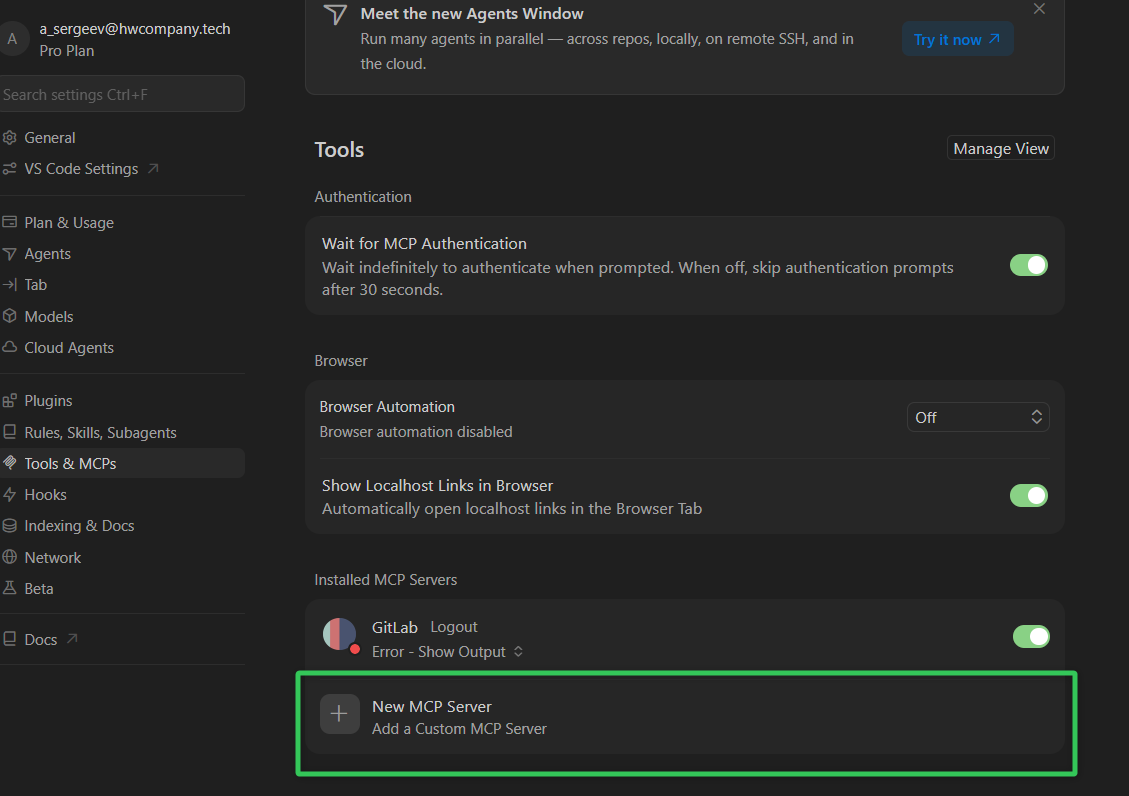 A
a_sergeev@hwcompany.tech
Pro Plan
Search settings Ctrl+F
General
VS Code Settings
Plan & Usage
Agents
Tab
Models
Cloud Agents
Plugins
Rules, Skills, Subagents
Tools & MCPs
Hooks
Indexing & Docs
Network
Beta
Docs
Meet the new Agents Window
Run many agents in parallel — across repos, locally, on remote SSH, and in
the cloud.
Try it now
Tools
Manage View
Authentication
Wait for MCP Authentication
Wait indefinitely to authenticate when prompted. When off, skip authentication prompts
after 30 seconds.
Browser
Browser Automation
Browser automation disabled
Off
Show Localhost Links in Browser
Automatically open localhost links in the Browser Tab
Installed MCP Servers
GitLab Logout
Error - Show Output
New MCP Server
Add a Custom MCP Server